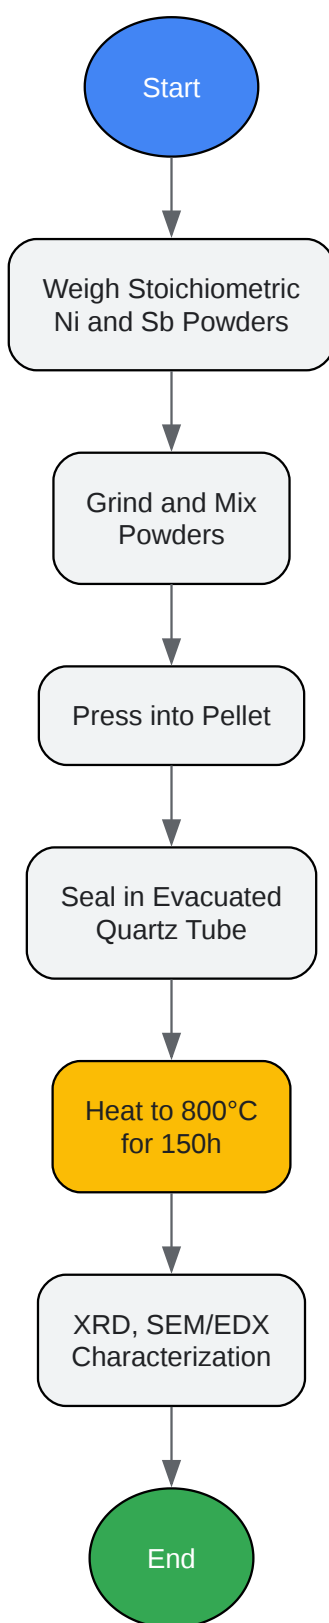 Start
Weigh Stoichiometric
Ni and Sb Powders
Grind and Mix
Powders
Press into Pellet
Seal in Evacuated
Quartz Tube
Heat to 800°C
for 150h
XRD, SEM/EDX
Characterization
End